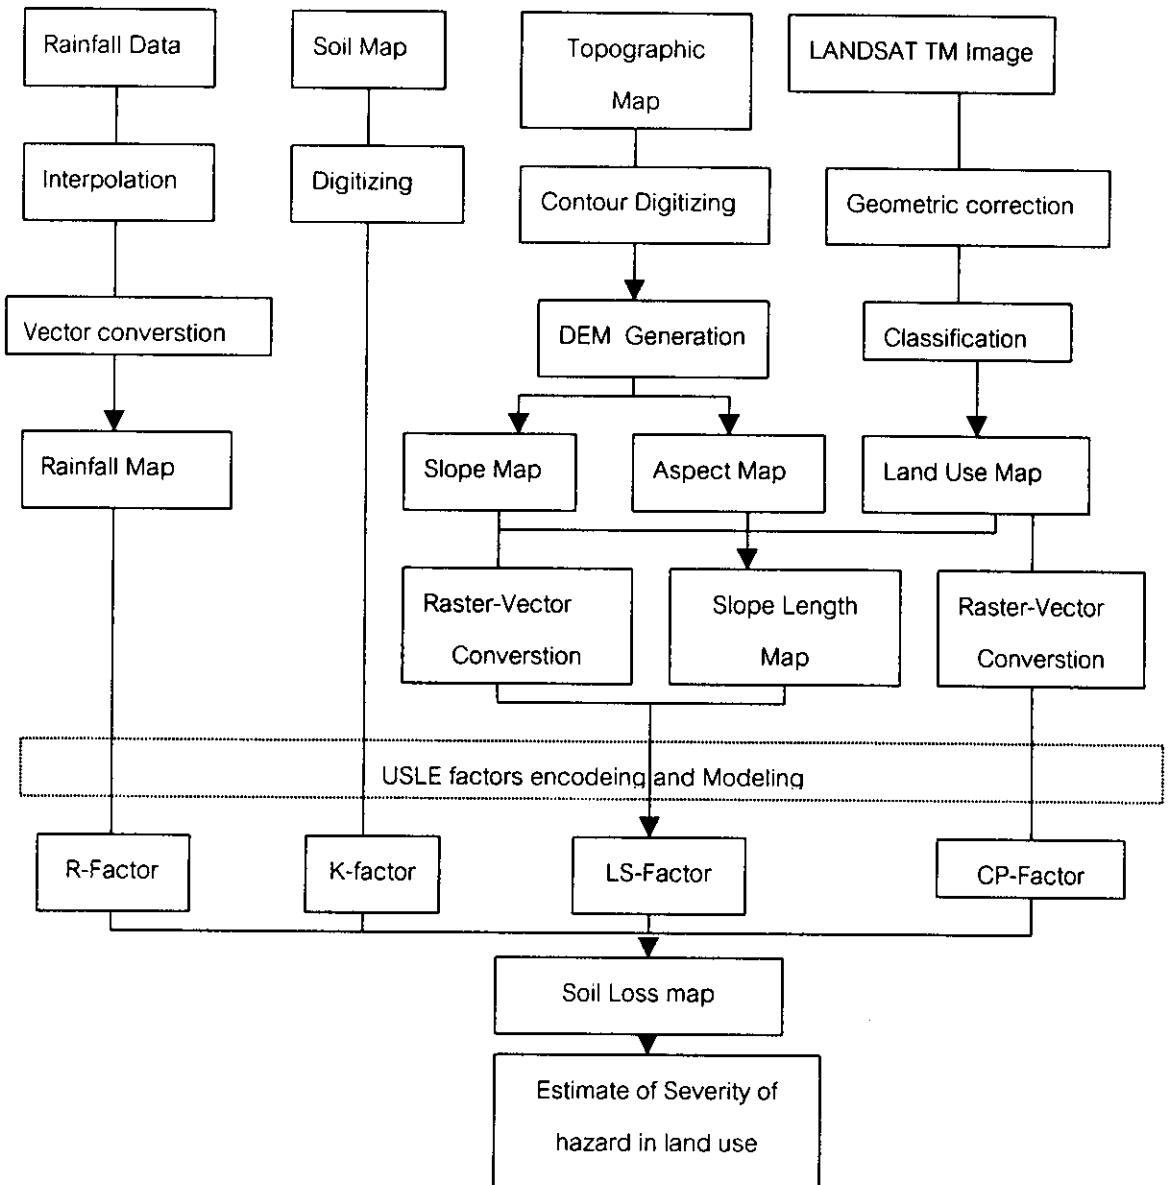 Rainfall Data
Soil Map
Topographic
Map
LANDSAT TM Image
Interpolation
Digitizing
Contour Digitizing
Geometric correction
Vector converstion
DEM Generation
Classification
Rainfall Map
Slope Map
Aspect Map
Land Use Map
Raster-Vector
Converstion
Slope Length
Map
Raster-Vector
Converstion
USLE factors encodeing and Modeling
R-Factor
K-factor
LS-Factor
CP-Factor
Soil Loss map
Estimate of Severity of
hazard in land use